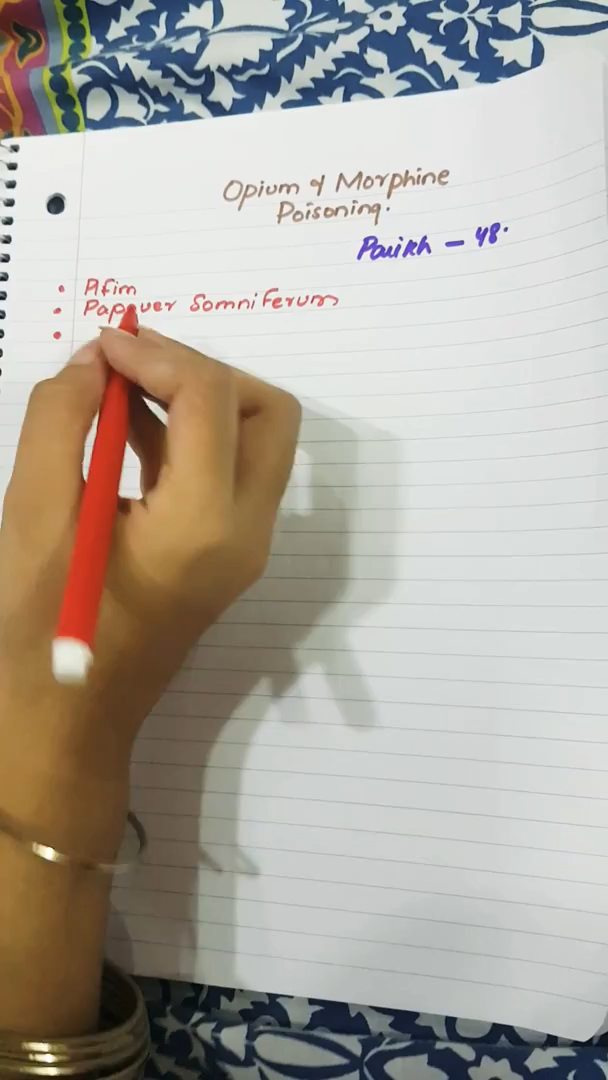 Opium & Morphine
Poisoning.
Parikh - 48.
• Afim
• Papaver Somniferum
•